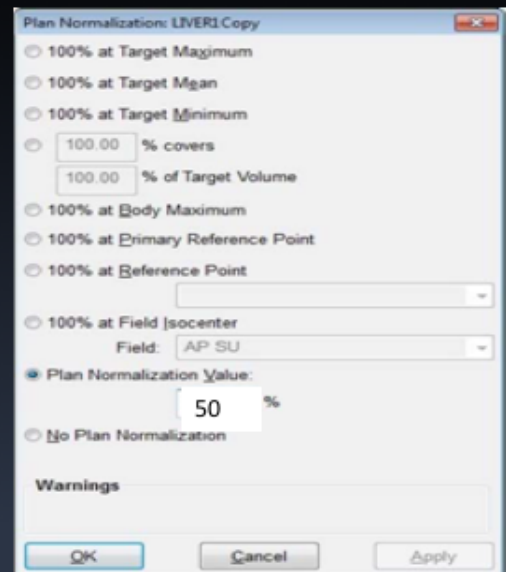 Plan Normalization: LIVER1Copy
100% at Target Maximum
100% at Target Mean
100% at Target Minimum
100.00 % covers
100.00 % of Target Volume
100% at Body Maximum
100% at Primary Reference Point
100% at Reference Point
100% at Field Isocenter
Field: AP SU
Plan Normalization Value:
50 %
No Plan Normalization
Warnings
OK Cancel Apply